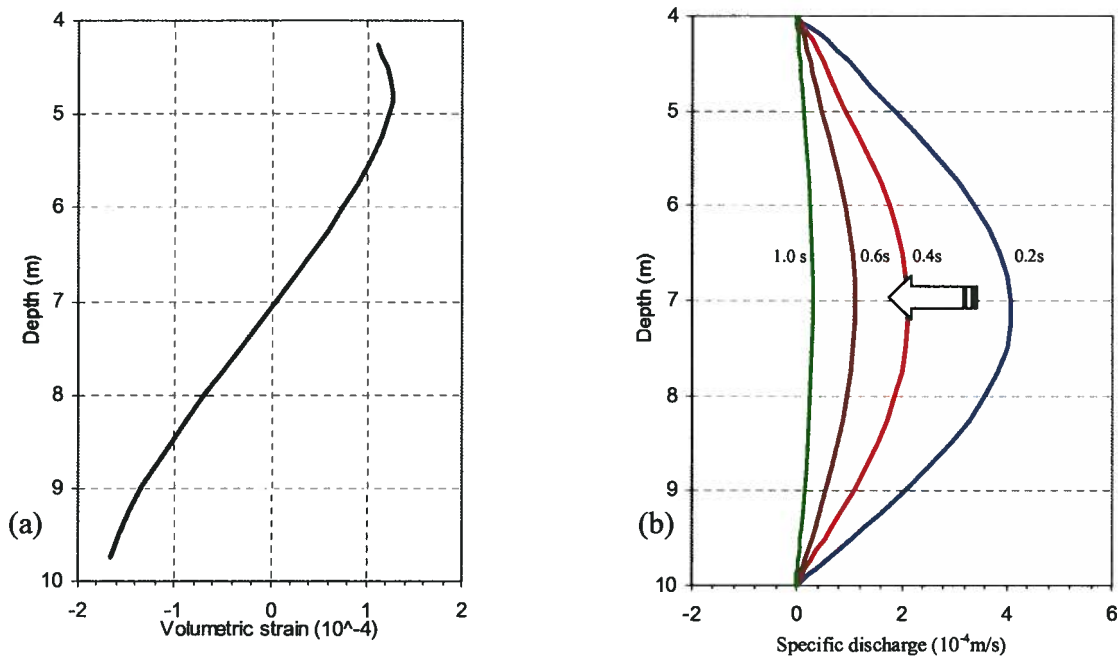 4
5
6
7
8
9
10
Depth (m)
-2 -1 0 1 2
Volumetric strain (10^-4)
(a)
4
5
6
7
8
9
10
Depth (m)
1.0 s 0.6s 0.4s 0.2s
-2 0 2 4 6
Specific discharge (10⁻⁴m/s)
(b)